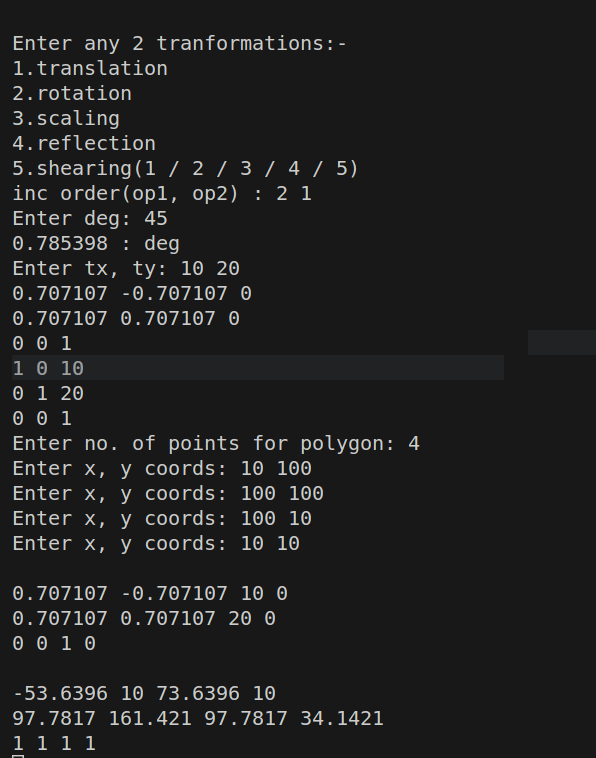 Enter any 2 tranformations:-
1.translation
2.rotation
3.scaling
4.reflection
5.shearing(1 / 2 / 3 / 4 / 5)
inc order(op1, op2) : 2 1
Enter deg: 45
0.785398 : deg
Enter tx, ty: 10 20
0.707107 -0.707107 0
0.707107 0.707107 0
0 0 1
1 0 10
0 1 20
0 0 1
Enter no. of points for polygon: 4
Enter x, y coords: 10 100
Enter x, y coords: 100 100
Enter x, y coords: 100 10
Enter x, y coords: 10 10
0.707107 -0.707107 10 0
0.707107 0.707107 20 0
0 0 1 0
-53.6396 10 73.6396 10
97.7817 161.421 97.7817 34.1421
1 1 1 1